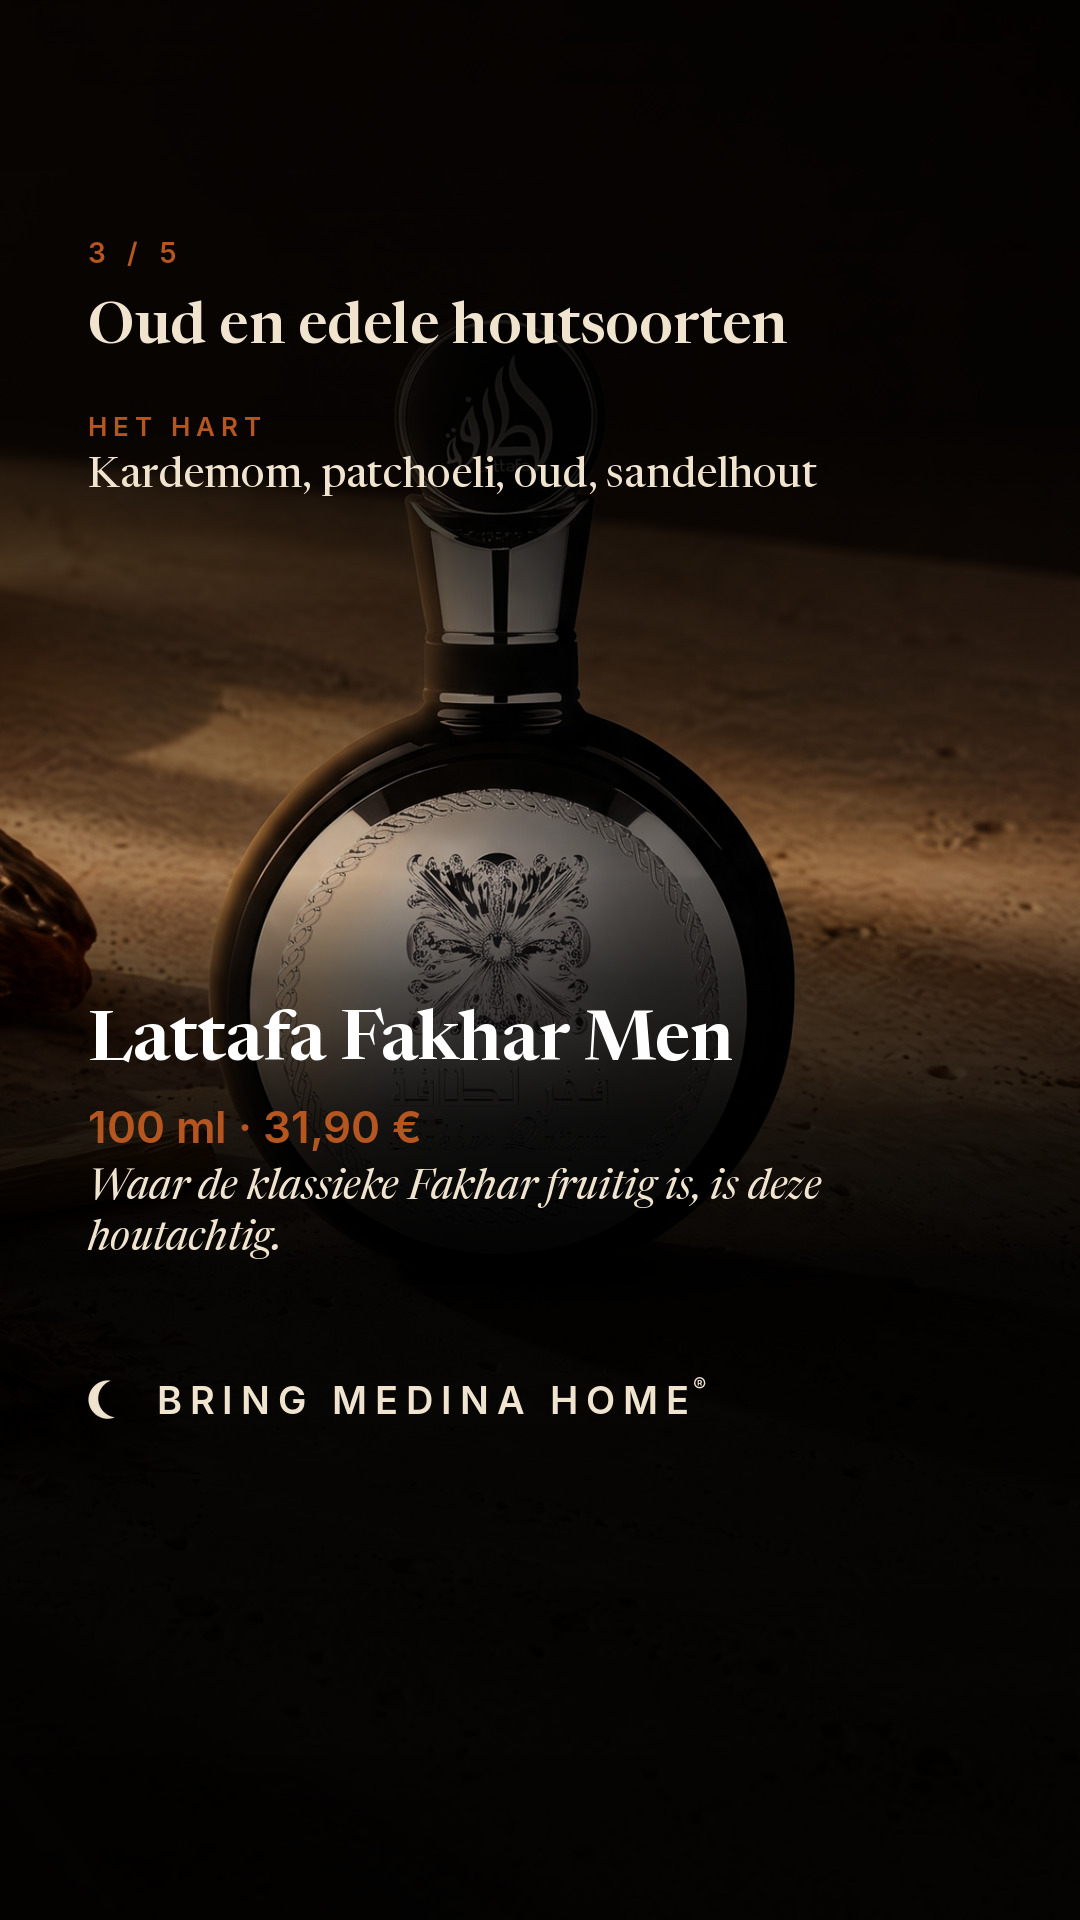 3 / 5
Oud en edele houtsoorten
HET HART
Kardemom, patchoeli, oud, sandelhout
Lattafa Fakhar Men
100 ml · 31,90 €
Waar de klassieke Fakhar fruitig is, is deze
houtachtig.
BRING MEDINA HOME®